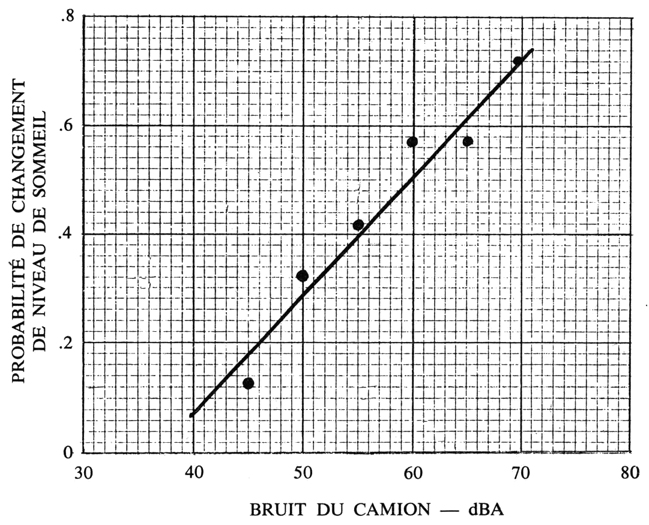 .8
.6
.4
.2
0
PROBABILITÉ DE CHANGEMENT
DE NIVEAU DE SOMMEIL
30 40 50 60 70 80
BRUIT DU CAMION — dBA